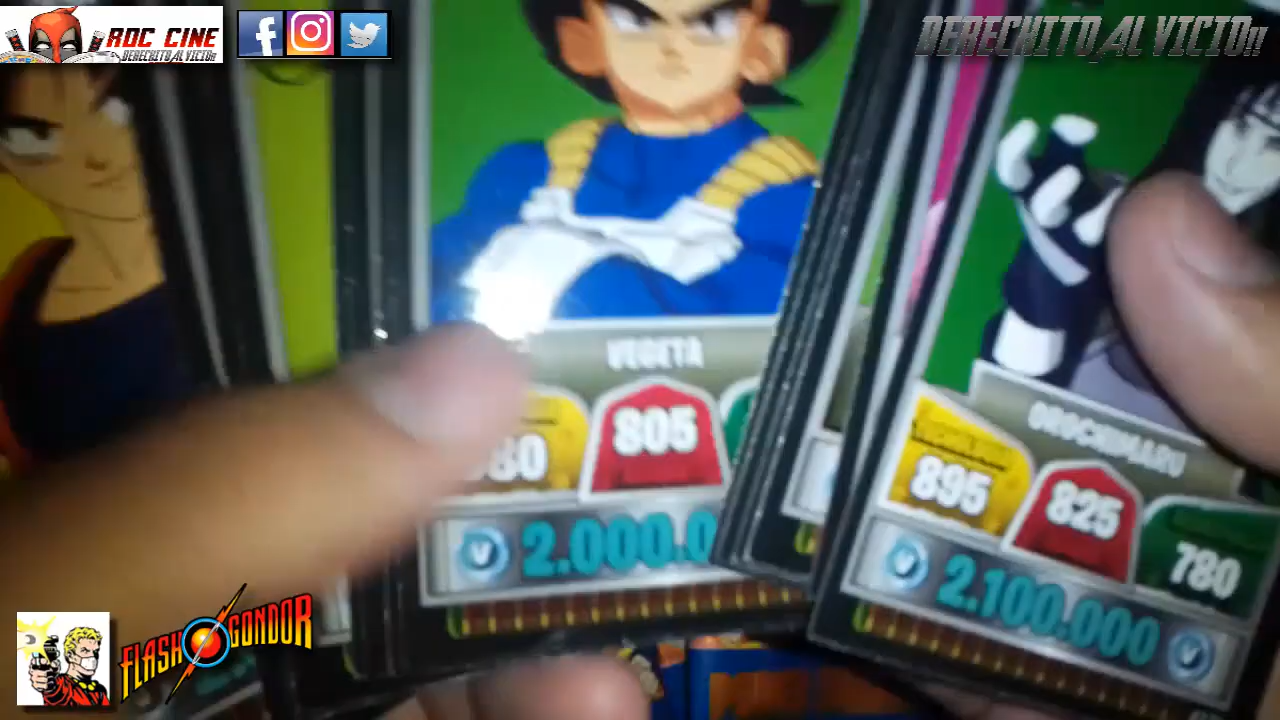 ROC CINE
DERECHITO AL VICIO!!
DERECHITO AL VICIO!!
VEGETA
805
2.000.0
OROCHIMARU
895
825
780
2.100.000
FLASH GONDOR